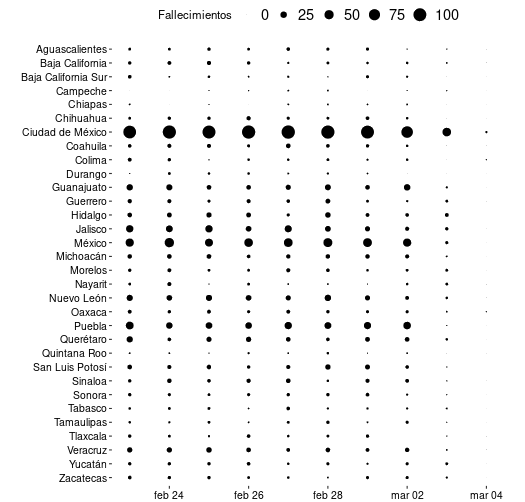 Fallecimientos 0 25 50 75 100
Aguascalientes
Baja California
Baja California Sur
Campeche
Chiapas
Chihuahua
Ciudad de México
Coahuila
Colima
Durango
Guanajuato
Guerrero
Hidalgo
Jalisco
México
Michoacán
Morelos
Nayarit
Nuevo León
Oaxaca
Puebla
Querétaro
Quintana Roo
San Luis Potosí
Sinaloa
Sonora
Tabasco
Tamaulipas
Tlaxcala
Veracruz
Yucatán
Zacatecas
feb 24 feb 26 feb 28 mar 02 mar 04